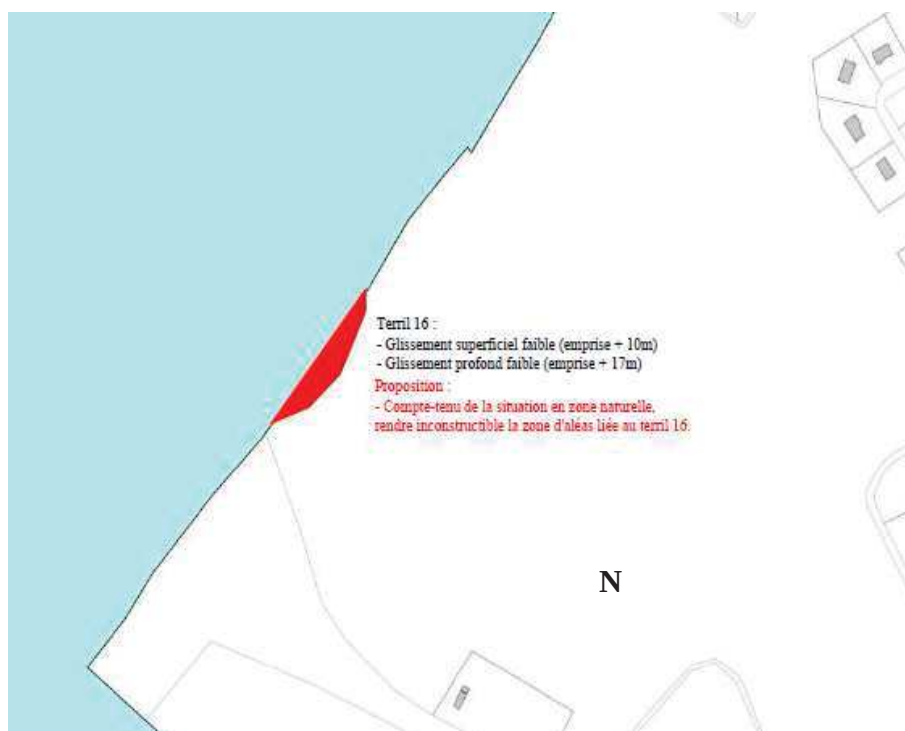 Terril 16 :
- Glissement superficiel faible (emprise + 10m)
- Glissement profond faible (emprise + 17m)
Proposition :
- Compte-tenu de la situation en zone naturelle,
rendre inconstructible la zone d'aléas liée au terril 16.
N